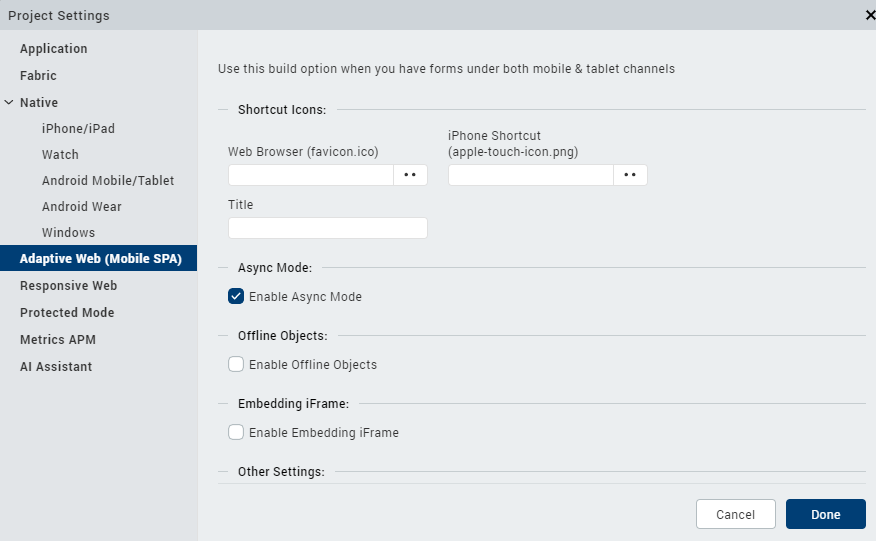 Project Settings
Application
Fabric
Native
iPhone/iPad
Watch
Android Mobile/Tablet
Android Wear
Windows
Adaptive Web (Mobile SPA)
Responsive Web
Protected Mode
Metrics APM
AI Assistant
Use this build option when you have forms under both mobile & tablet channels
Shortcut Icons:
Web Browser (favicon.ico)
iPhone Shortcut
(apple-touch-icon.png)
Title
Async Mode:
Enable Async Mode
Offline Objects:
Enable Offline Objects
Embedding iFrame:
Enable Embedding iFrame
Other Settings:
Cancel
Done